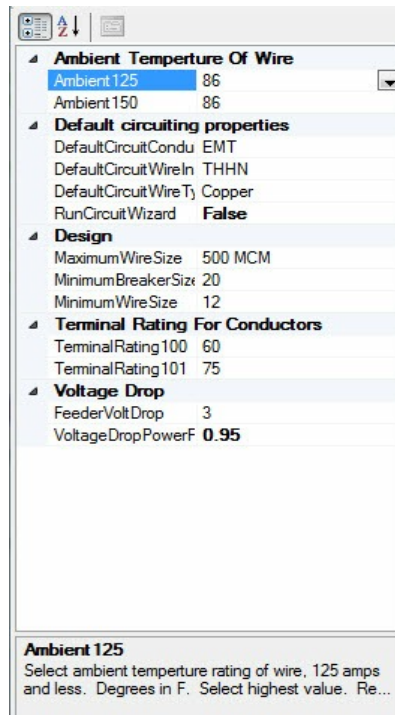 Ambient Temperture Of Wire
Ambient125 86
Ambient150 86
Default circuiting properties
DefaultCircuitCondu EMT
DefaultCircuitWireIn THHN
DefaultCircuitWireTy Copper
RunCircuitWizard False
Design
MaximumWireSize 500 MCM
MinimumBreakerSize 20
MinimumWireSize 12
Terminal Rating For Conductors
TerminalRating100 60
TerminalRating101 75
Voltage Drop
FeederVoltDrop 3
VoltageDropPowerF 0.95
Ambient125
Select ambient temperture rating of wire, 125 amps
and less. Degrees in F. Select highest value. Re...